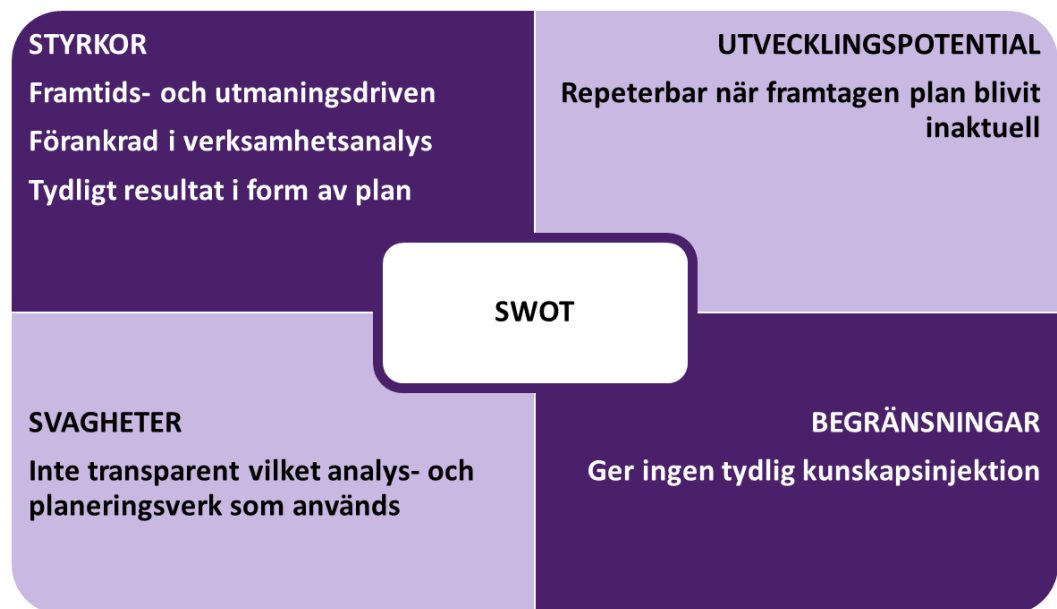 STYRKOR
Framtids- och utmaningsdriven
Förankrad i verksamhetsanalys
Tydligt resultat i form av plan
UTVECKLINGSPOTENTIAL
Repeterbar när framtagen plan blivit
inaktuell
SWOT
SVAGHETER
Inte transparent vilket analys- och
planeringsverk som används
BEGRÄNSNINGAR
Ger ingen tydlig kunskapsinjektion